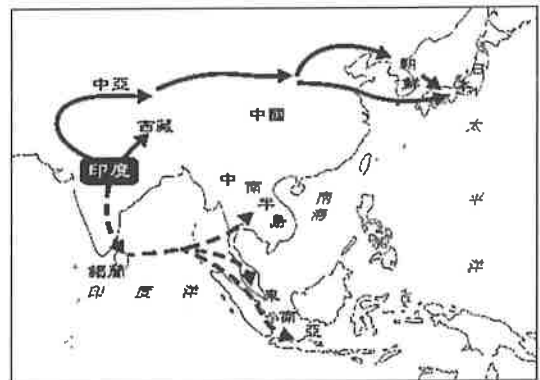 中亞
西藏
印度
中國
朝鮮
日本
太平洋
中南半島
南海
錫蘭
印度洋
東南亞